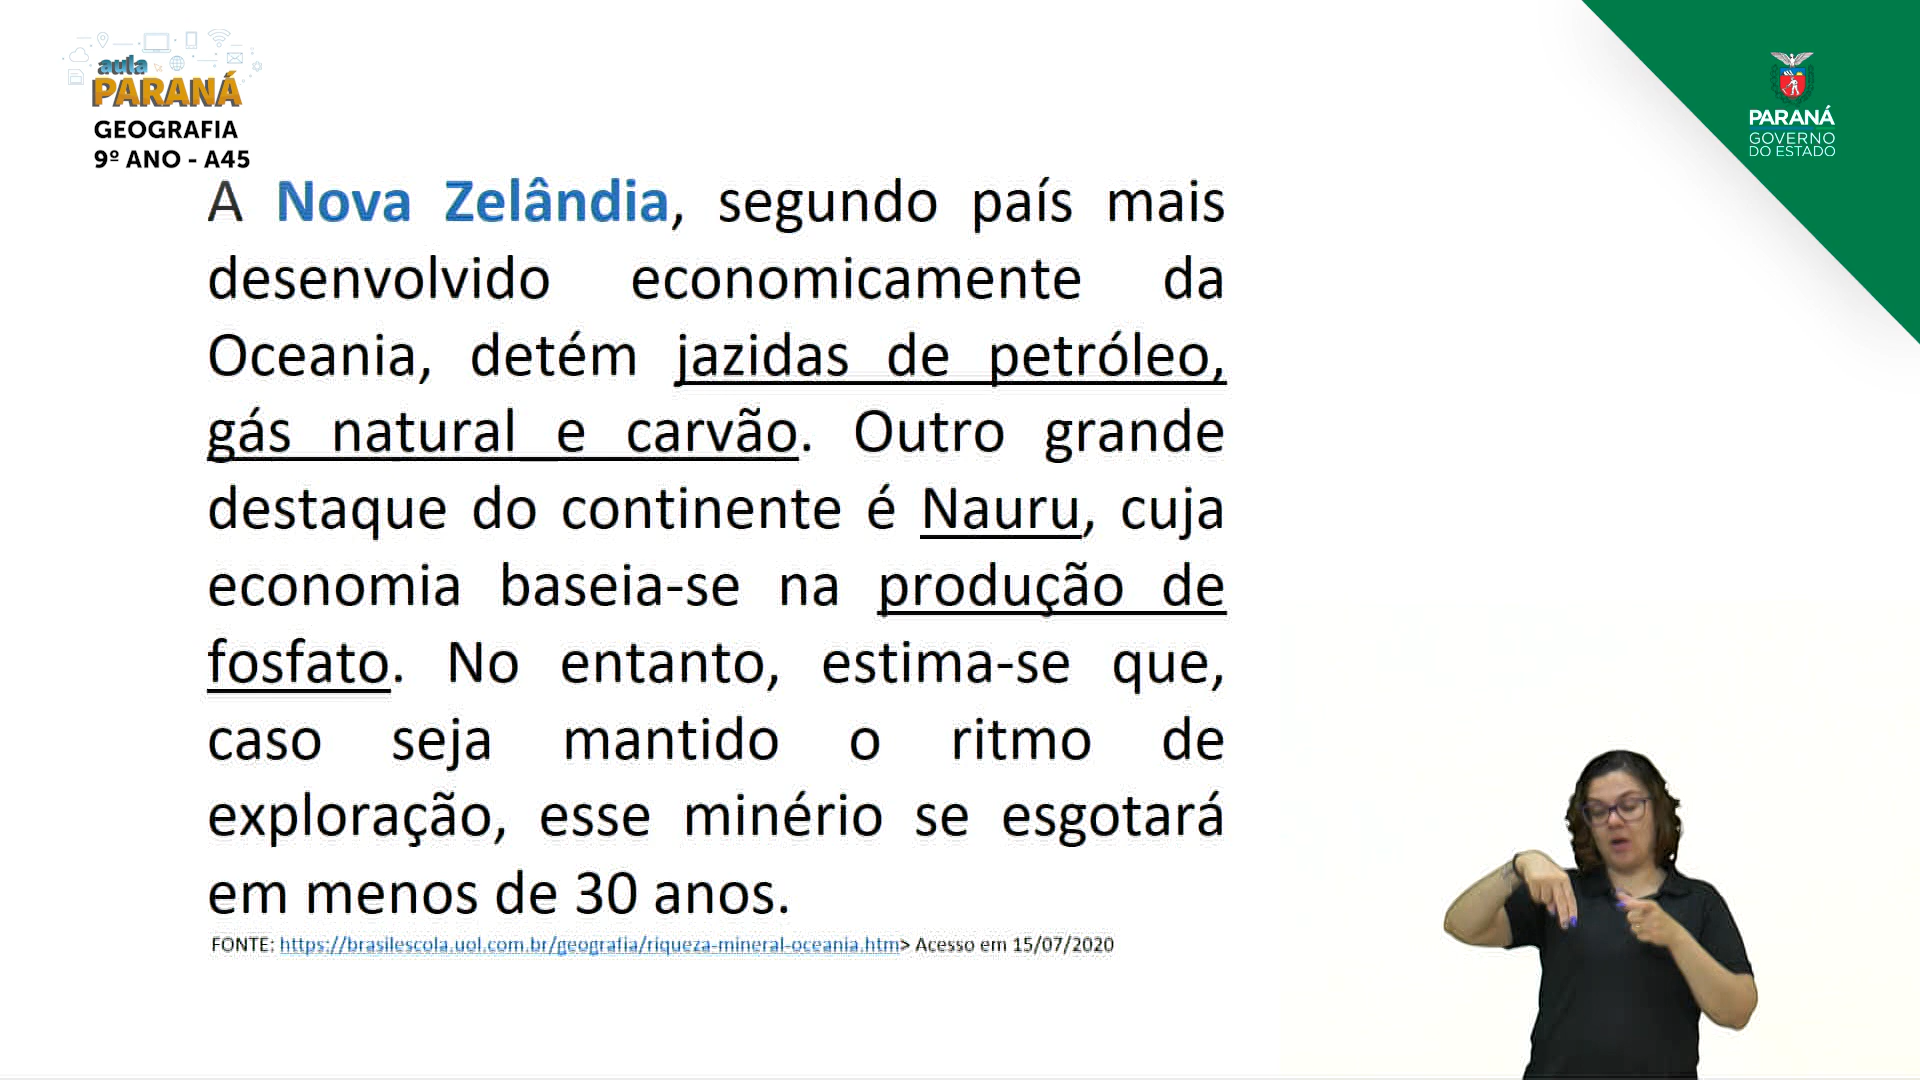 aula
PARANÁ
GEOGRAFIA
9º ANO - A45
PARANÁ
GOVERNO
DO ESTADO
A Nova Zelândia, segundo país mais
desenvolvido economicamente da
Oceania, detém jazidas de petróleo,
gás natural e carvão. Outro grande
destaque do continente é Nauru, cuja
economia baseia-se na produção de
fosfato. No entanto, estima-se que,
caso seja mantido o ritmo de
exploração, esse minério se esgotará
em menos de 30 anos.
FONTE: https://brasilescola.uol.com.br/geografia/riqueza-mineral-oceania.htm> Acesso em 15/07/2020